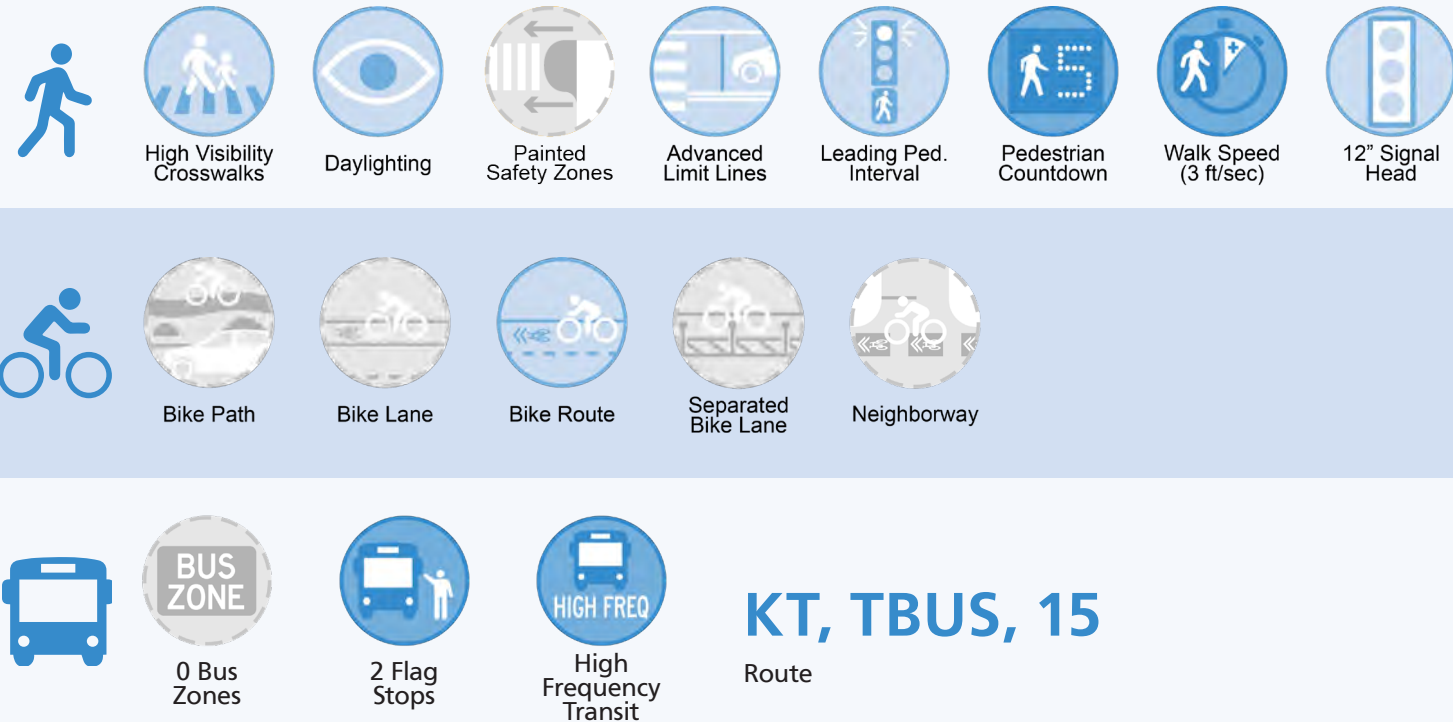 5
High Visibility
Crosswalks
Daylighting
Painted
Safety Zones
Advanced
Limit Lines
Leading Ped.
Interval
Pedestrian
Countdown
Walk Speed
(3 ft/sec)
12” Signal
Head
Bike Path
Bike Lane
Bike Route
Separated
Bike Lane
Neighborway
BUS
ZONE
0 Bus
Zones
2 Flag
Stops
HIGH FREQ
High
Frequency
Transit
KT, TBUS, 15
Route